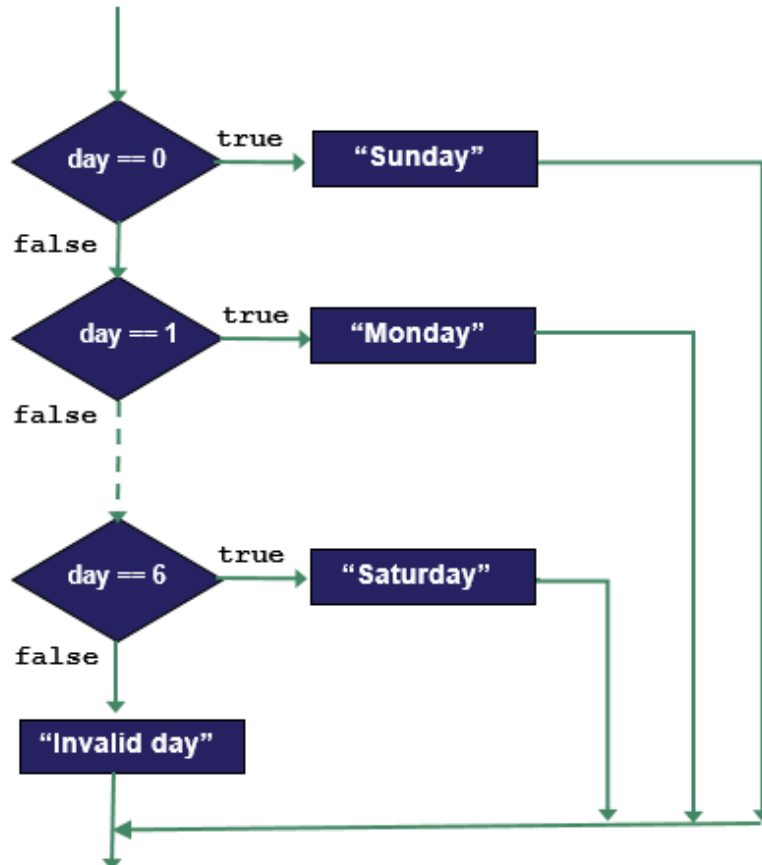 day == 0
true
“Sunday”
false
day == 1
true
“Monday”
false
day == 6
true
“Saturday”
false
“Invalid day”